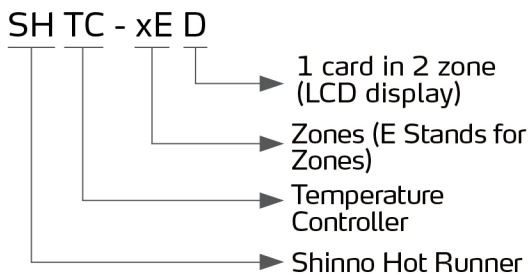 SH TC - xE D
1 card in 2 zone
(LCD display)
Zones (E Stands for
Zones)
Temperature
Controller
Shinno Hot Runner